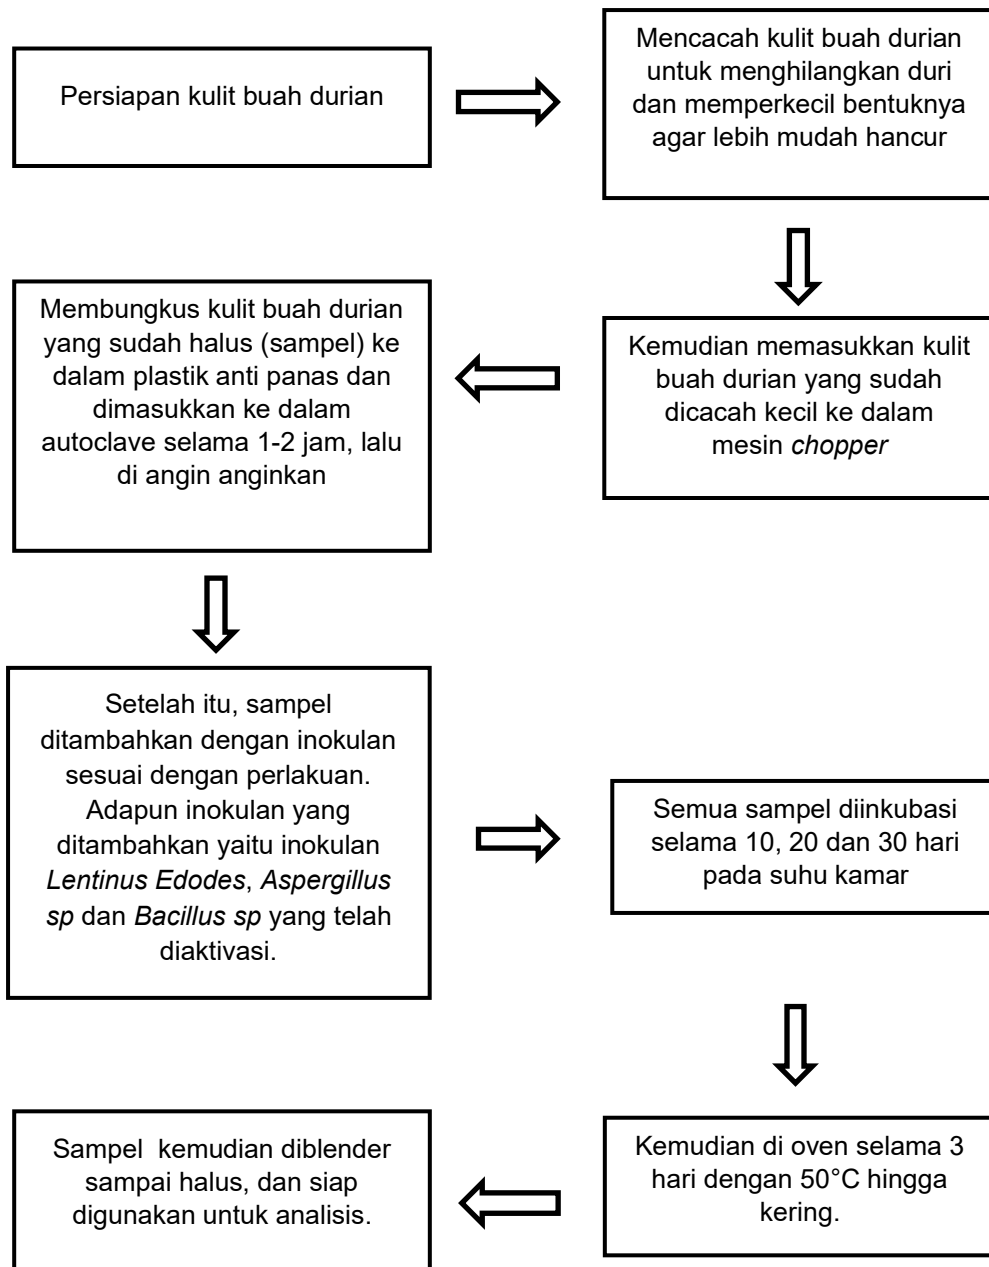 Persiapan kulit buah durian
Mencacah kulit buah durian
untuk menghilangkan duri
dan memperkecil bentuknya
agar lebih mudah hancur
Kemudian memasukkan kulit
buah durian yang sudah
dicacah kecil ke dalam
mesin chopper
Membungkus kulit buah durian
yang sudah halus (sampel) ke
dalam plastik anti panas dan
dimasukkan ke dalam
autoclave selama 1-2 jam, lalu
di angin anginkan
Setelah itu, sampel
ditambahkan dengan inokulan
sesuai dengan perlakuan.
Adapun inokulan yang
ditambahkan yaitu inokulan
Lentinus Edodes, Aspergillus
sp dan Bacillus sp yang telah
diaktivasi.
Semua sampel diinkubasi
selama 10, 20 dan 30 hari
pada suhu kamar
Kemudian di oven selama 3
hari dengan 50°C hingga
kering.
Sampel kemudian diblender
sampai halus, dan siap
digunakan untuk analisis.